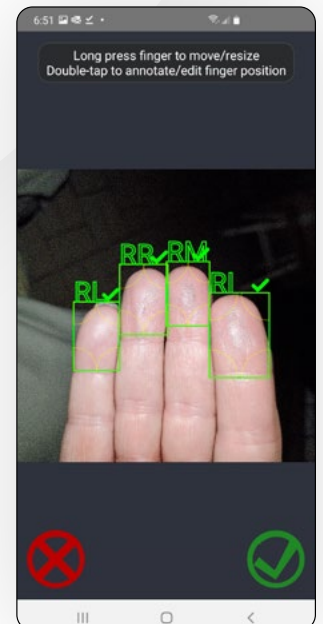 6:51
Long press finger to move/resize
Double-tap to annotate/edit finger position
RL
RR
RM
RI